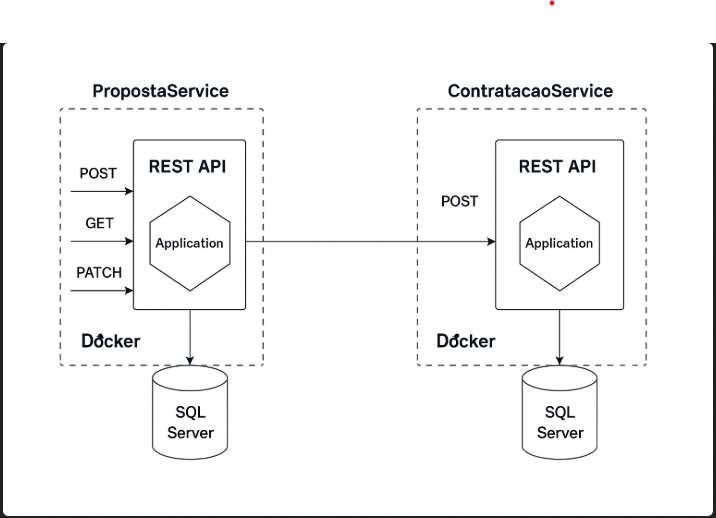 PropostaService
ContratacaoService
REST API
POST
GET
PATCH
Application
Docker
SQL
Server
POST
REST API
Application
Docker
SQL
Server